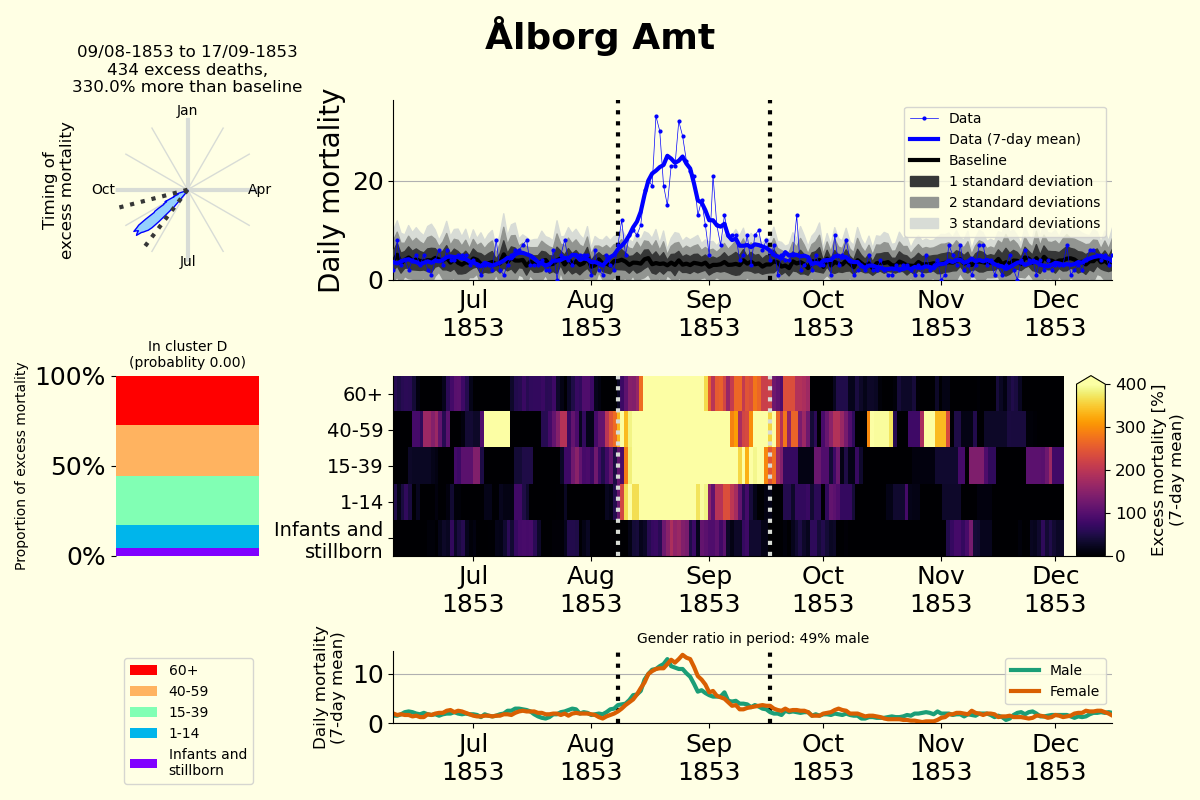 Ålborg Amt
09/08-1853 to 17/09-1853
434 excess deaths,
330.0% more than baseline
Timing of
excess mortality
Jan
Oct
Apr
Jul
Daily mortality
20
0
Data
Data (7-day mean)
Baseline
1 standard deviation
2 standard deviations
3 standard deviations
Jul Aug Sep Oct Nov Dec
1853 1853 1853 1853 1853 1853
In cluster D
(probablity 0.00)
Proportion of excess mortality
100%
50%
0%
60+
40-59
15-39
1-14
Infants and
stillborn
Jul Aug Sep Oct Nov Dec
1853 1853 1853 1853 1853 1853
400
300
200
100
0
Excess mortality [%]
(7-day mean)
60+
40-59
15-39
1-14
Infants and
stillborn
Gender ratio in period: 49% male
Daily mortality
(7-day mean)
10
0
Male
Female
Jul Aug Sep Oct Nov Dec
1853 1853 1853 1853 1853 1853